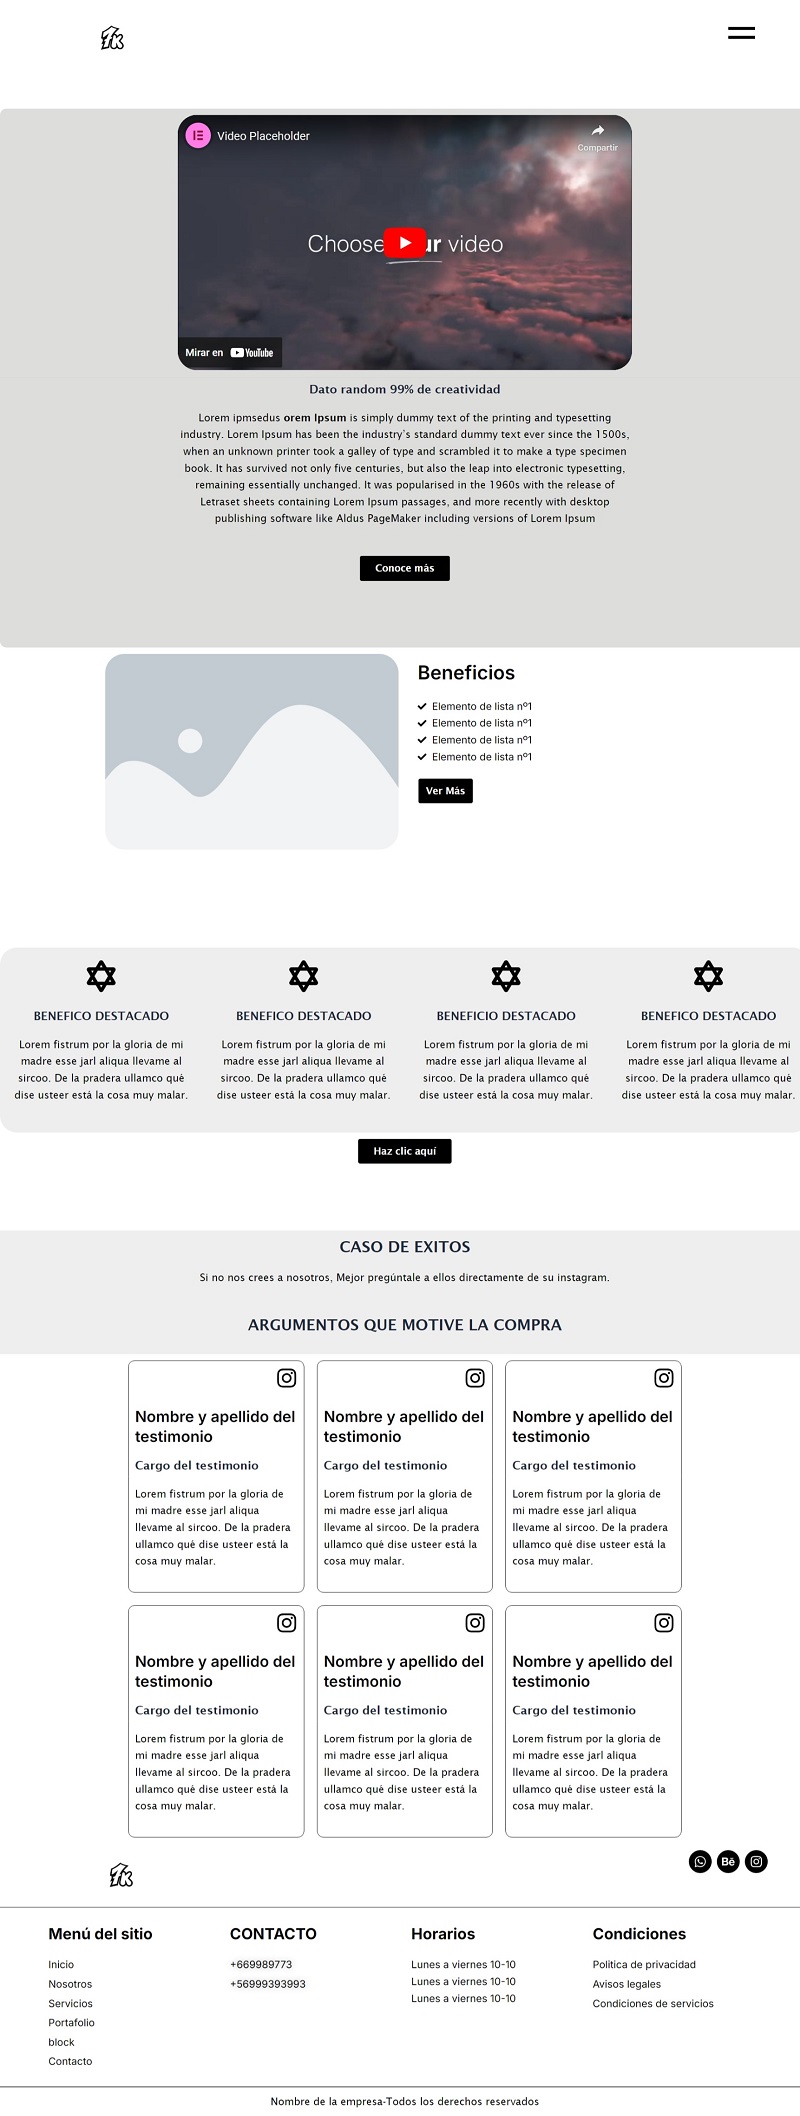 Video Placeholder
Compartir
Choose your video
Mirar en YouTube
Dato random 99% de creatividad
Lorem ipmsedus orem Ipsum is simply dummy text of the printing and typesetting
industry. Lorem Ipsum has been the industry's standard dummy text ever since the 1500s,
when an unknown printer took a galley of type and scrambled it to make a type specimen
book. It has survived not only five centuries, but also the leap into electronic typesetting,
remaining essentially unchanged. It was popularised in the 1960s with the release of
Letraset sheets containing Lorem Ipsum passages, and more recently with desktop
publishing software like Aldus PageMaker including versions of Lorem Ipsum
Conoce más
Beneficios
Elemento de lista nº1
Elemento de lista nº1
Elemento de lista nº1
Elemento de lista nº1
Ver Más
BENEFICO DESTACADO
Lorem fistrum por la gloria de mi
madre esse jarl aliqua llevame al
sircoo. De la pradera ullamco qué
dise usteer está la cosa muy malar.
BENEFICO DESTACADO
Lorem fistrum por la gloria de mi
madre esse jarl aliqua llevame al
sircoo. De la pradera ullamco qué
dise usteer está la cosa muy malar.
BENEFICIO DESTACADO
Lorem fistrum por la gloria de mi
madre esse jarl aliqua llevame al
sircoo. De la pradera ullamco qué
dise usteer está la cosa muy malar.
BENEFICO DESTACADO
Lorem fistrum por la gloria de mi
madre esse jarl aliqua llevame al
sircoo. De la pradera ullamco qué
dise usteer está la cosa muy malar.
Haz clic aquí
CASO DE EXITOS
Si no nos crees a nosotros, Mejor pregúntale a ellos directamente de su instagram.
ARGUMENTOS QUE MOTIVE LA COMPRA
Nombre y apellido del
testimonio
Cargo del testimonio
Lorem fistrum por la gloria de
mi madre esse jarl aliqua
llevame al sircoo. De la pradera
ullamco qué dise usteer está la
cosa muy malar.
Nombre y apellido del
testimonio
Cargo del testimonio
Lorem fistrum por la gloria de
mi madre esse jarl aliqua
llevame al sircoo. De la pradera
ullamco qué dise usteer está la
cosa muy malar.
Nombre y apellido del
testimonio
Cargo del testimonio
Lorem fistrum por la gloria de
mi madre esse jarl aliqua
llevame al sircoo. De la pradera
ullamco qué dise usteer está la
cosa muy malar.
Nombre y apellido del
testimonio
Cargo del testimonio
Lorem fistrum por la gloria de
mi madre esse jarl aliqua
llevame al sircoo. De la pradera
ullamco qué dise usteer está la
cosa muy malar.
Nombre y apellido del
testimonio
Cargo del testimonio
Lorem fistrum por la gloria de
mi madre esse jarl aliqua
llevame al sircoo. De la pradera
ullamco qué dise usteer está la
cosa muy malar.
Nombre y apellido del
testimonio
Cargo del testimonio
Lorem fistrum por la gloria de
mi madre esse jarl aliqua
llevame al sircoo. De la pradera
ullamco qué dise usteer está la
cosa muy malar.
Bē
Menú del sitio
Inicio
Nosotros
Servicios
Portafolio
block
Contacto
CONTACTO
+669989773
+56999393993
Horarios
Lunes a viernes 10-10
Lunes a viernes 10-10
Lunes a viernes 10-10
Condiciones
Politica de privacidad
Avisos legales
Condiciones de servicios
Nombre de la empresa-Todos los derechos reservados